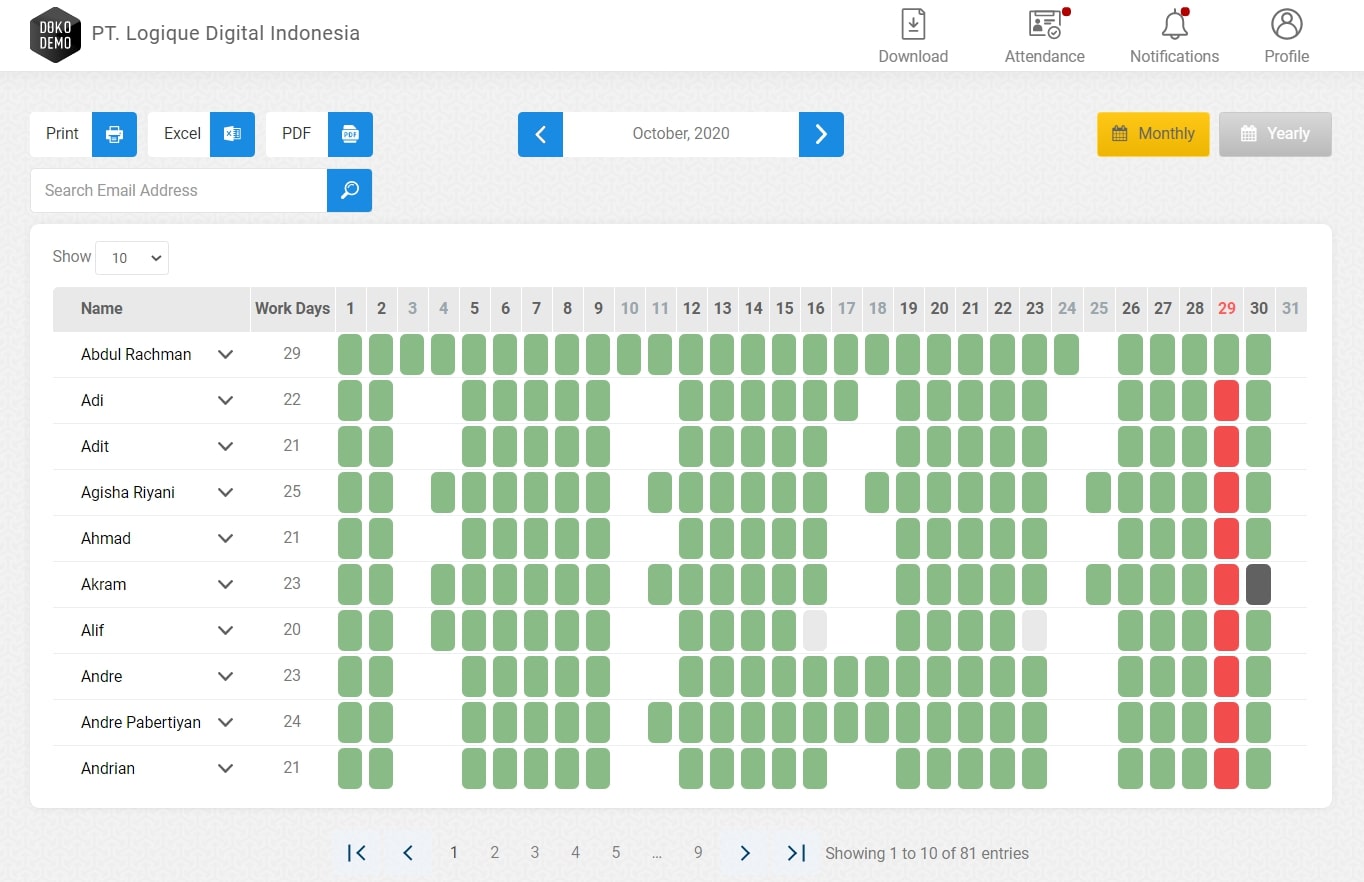 DOKO
DEMO
PT. Logique Digital Indonesia
Download
Attendance
Notifications
Profile
Print
Excel
PDF
PDF
October, 2020
Monthly
Yearly
Search Email Address
Show 10
Name Work Days 1 2 3 4 5 6 7 8 9 10 11 12 13 14 15 16 17 18 19 20 21 22 23 24 25 26 27 28 29 30 31
Abdul Rachman 29
Adi 22
Adit 21
Agisha Riyani 25
Ahmad 21
Akram 23
Alif 20
Andre 23
Andre Pabertiyan 24
Andrian 21
1 2 3 4 5 ... 9 Showing 1 to 10 of 81 entries